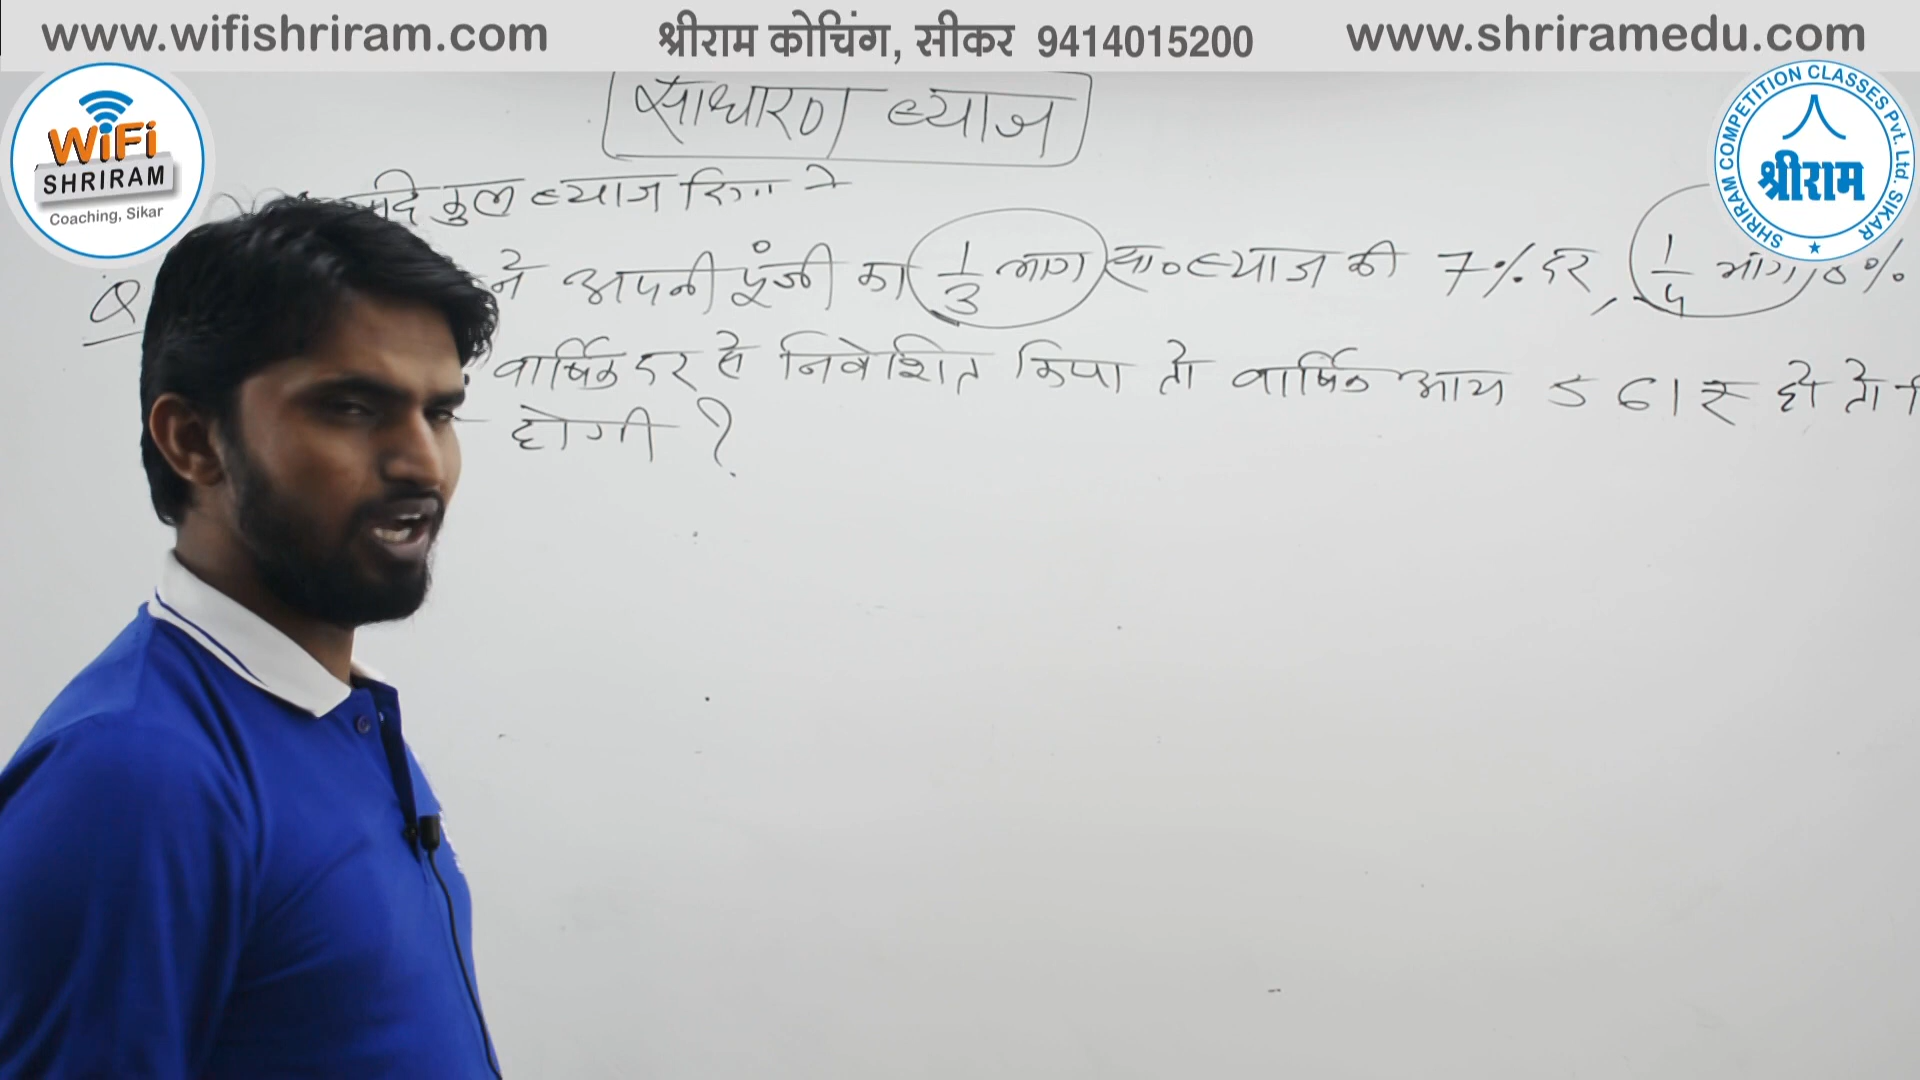 www.wifishriram.com श्रीराम कोचिंग, सीकर 9414015200 www.shriramedu.com
WiFi
SHRIRAM
Coaching, Sikar
SHRIRAM COMPETITION CLASSES Pvt. Ltd. SIKAR
श्रीराम
साधारण ब्याज
यदि कुल ब्याज
Q ने अपनी पूंजी का 1/3 भाग सा० ब्याज की 7% दर, 1/4 भाग %
वार्षिक दर से निवेशित किया तो वार्षिक आय 561 ₹ हो तो
होगी ?